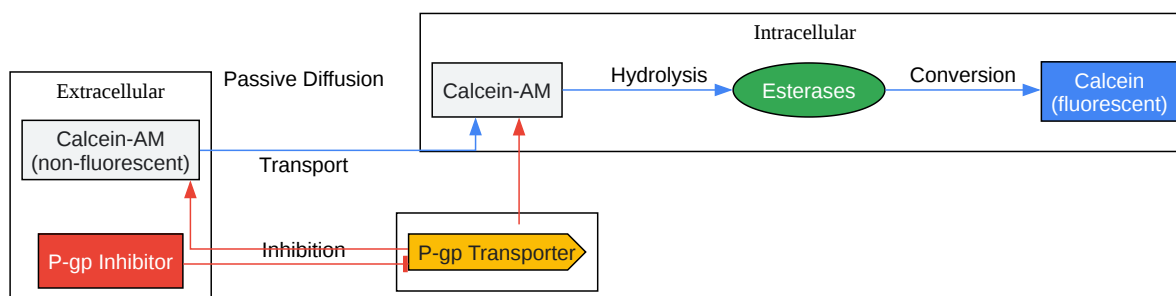 Intracellular
Passive Diffusion
Extracellular
Calcein-AM
(non-fluorescent)
Transport
Calcein-AM
Hydrolysis
Esterases
Conversion
Calcein
(fluorescent)
P-gp Inhibitor
Inhibition
P-gp Transporter